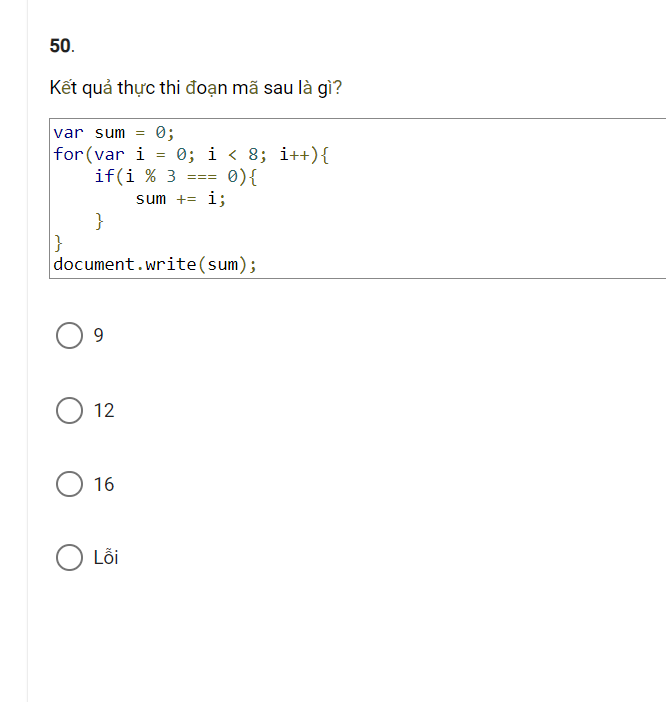 50.
Kết quả thực thi đoạn mã sau là gì?
var sum = 0;
for(var i = 0; i < 8; i++){
    if(i % 3 === 0){
        sum += i;
    }
}
document.write(sum);
9
12
16
Lỗi